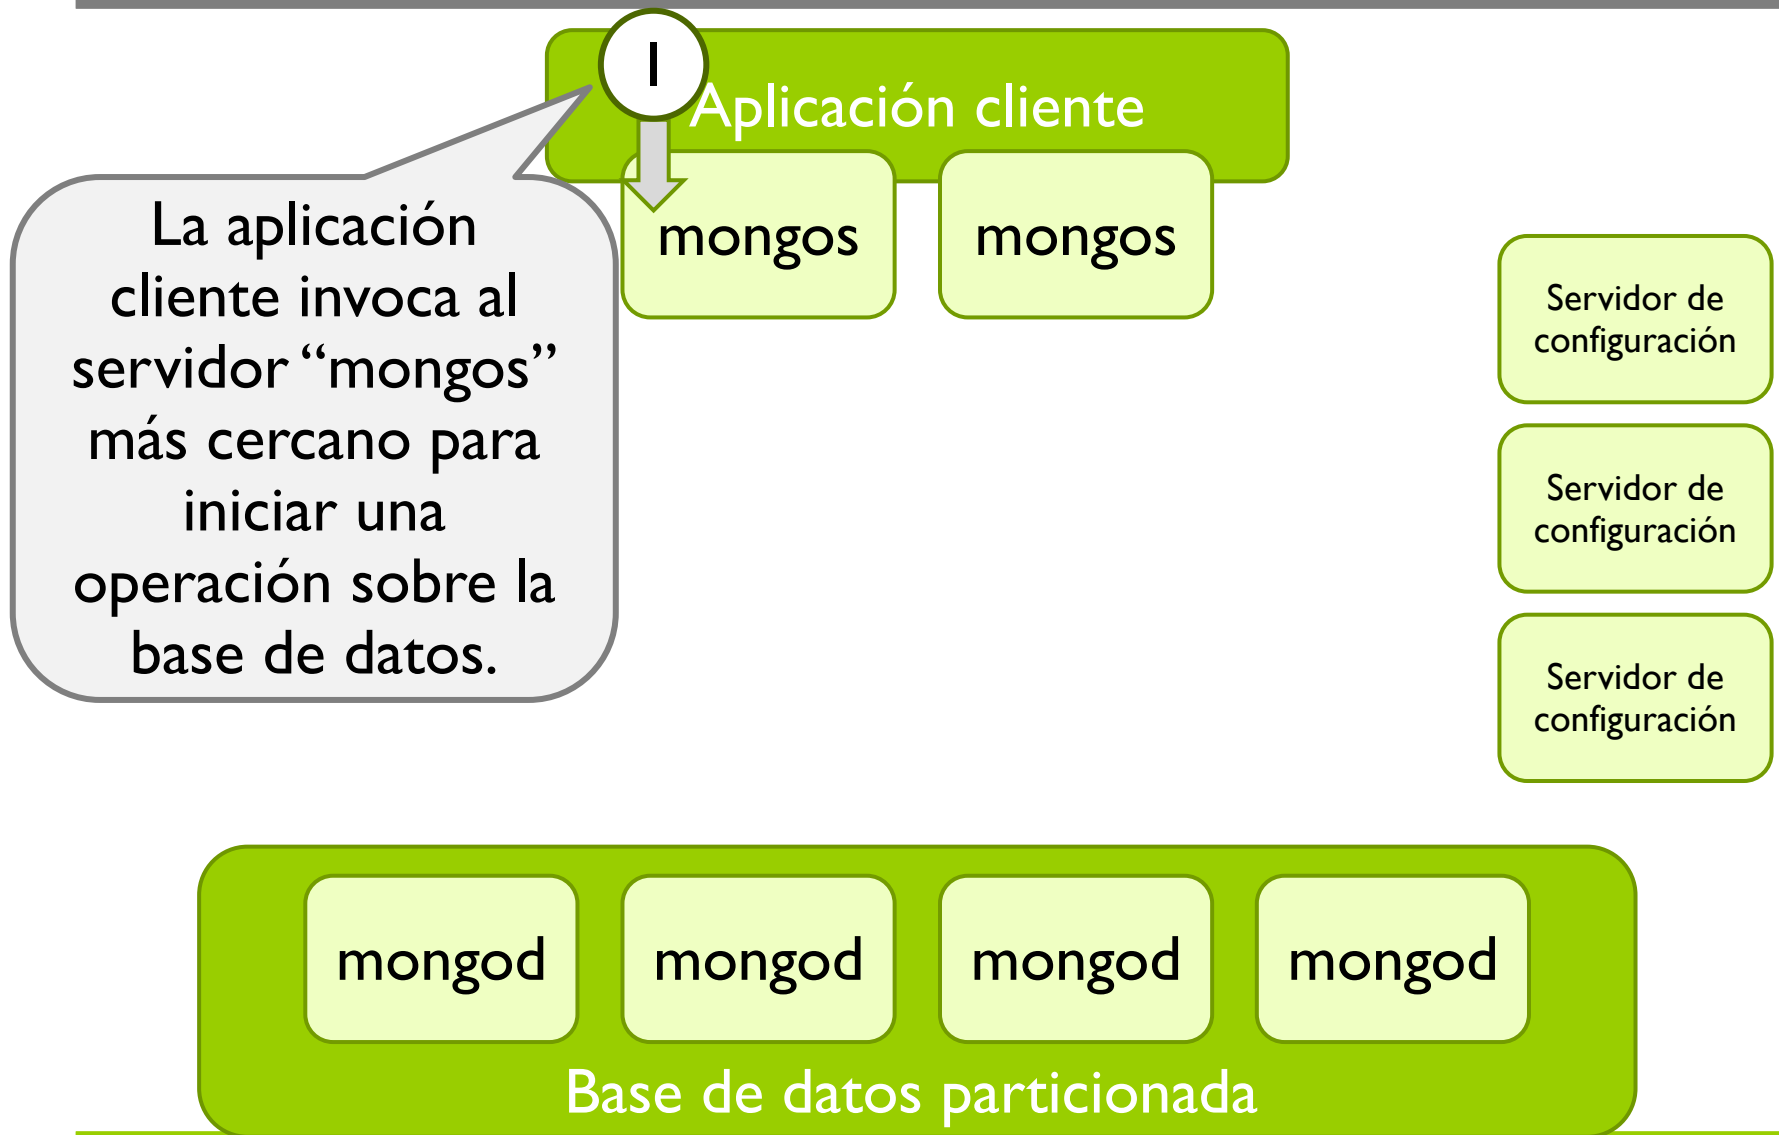 1
Aplicación cliente
La aplicación
cliente invoca al
servidor “mongos”
más cercano para
iniciar una
operación sobre la
base de datos.
mongos
mongos
Servidor de
configuración
Servidor de
configuración
Servidor de
configuración
mongod
mongod
mongod
mongod
Base de datos particionada